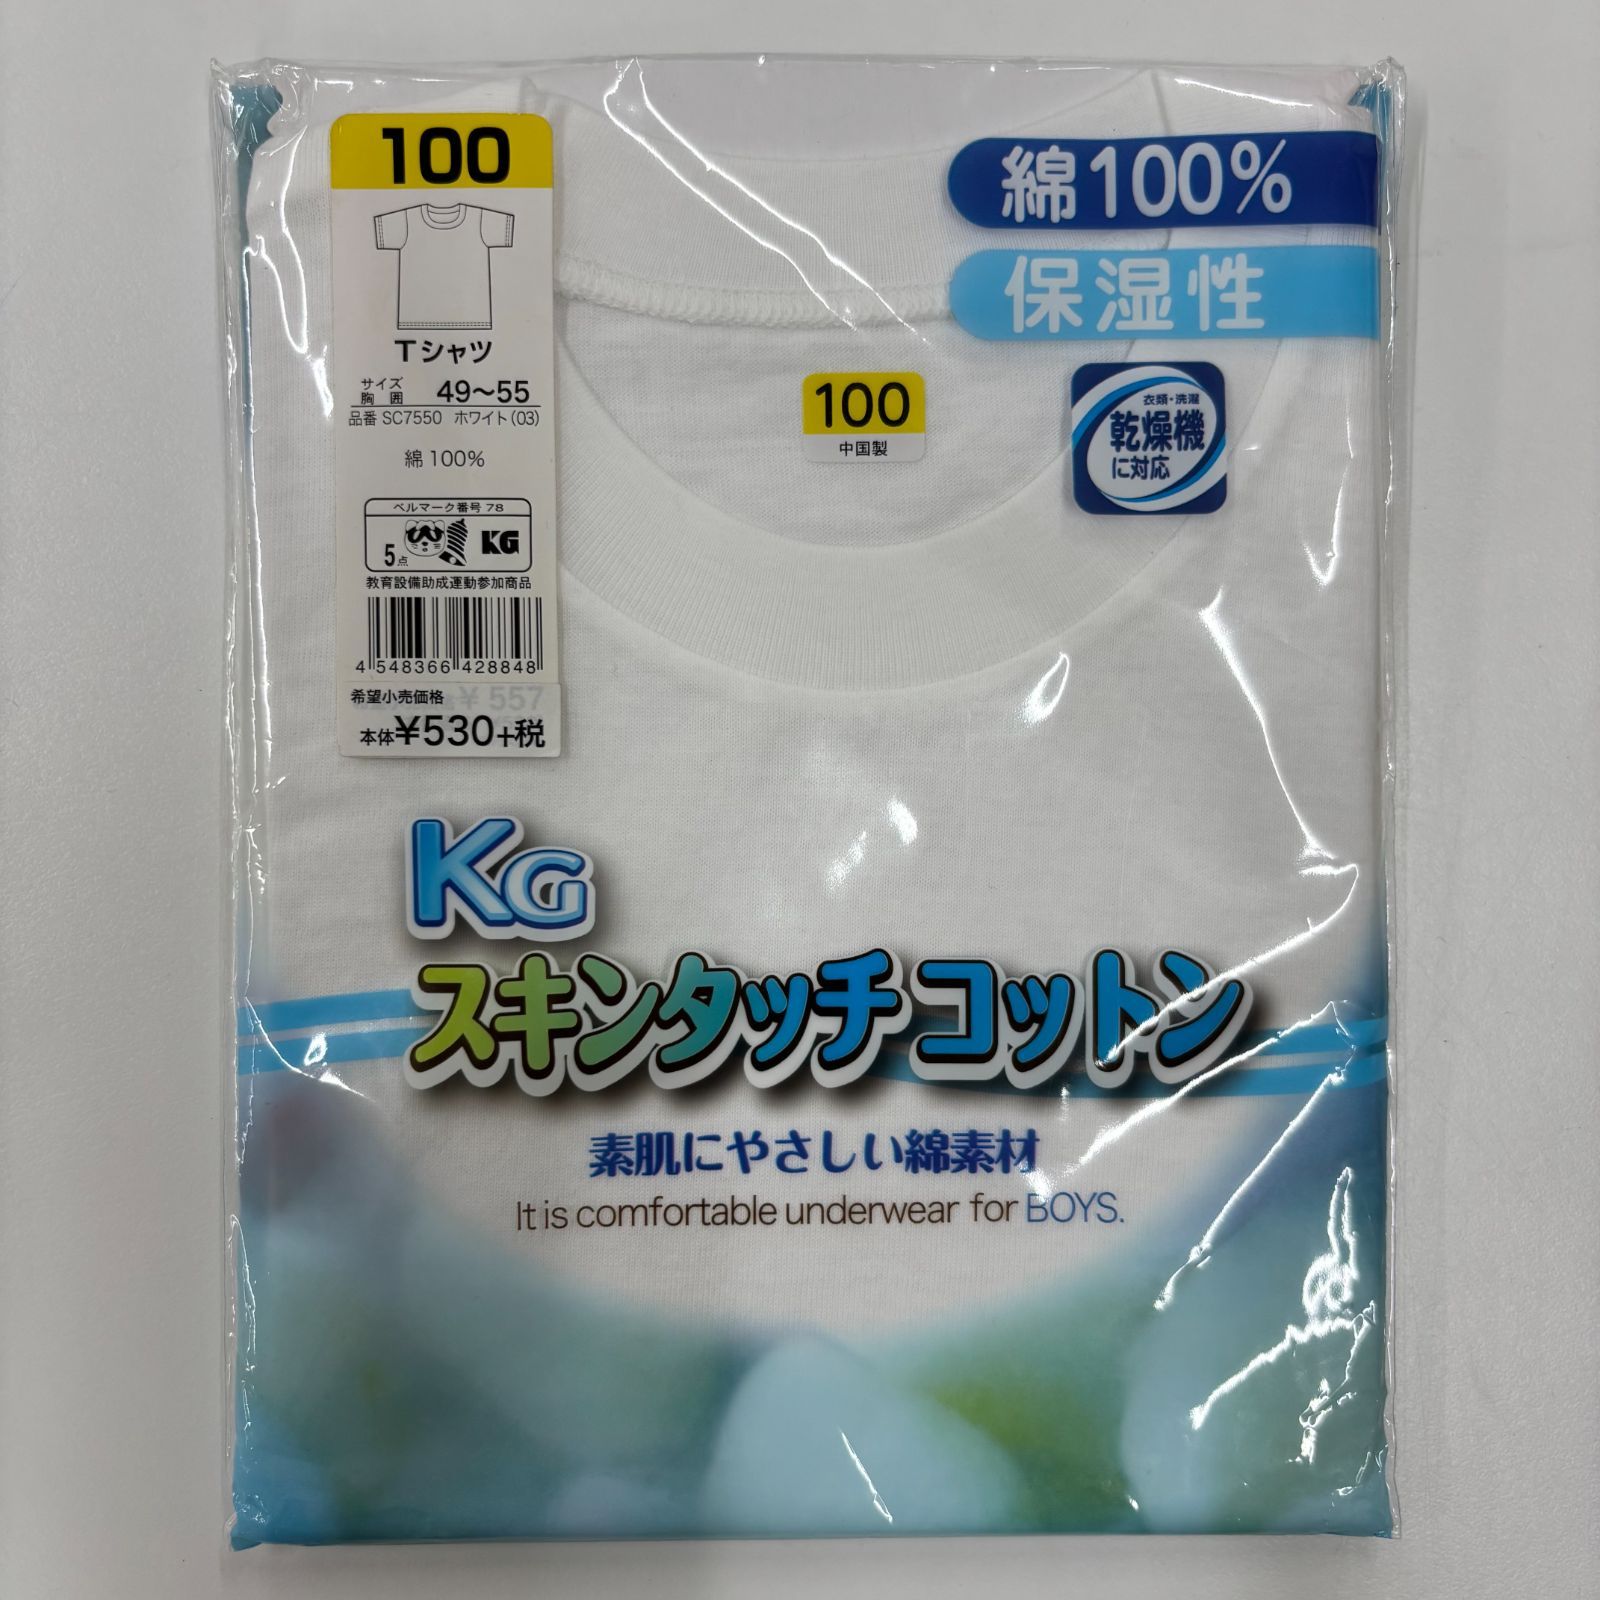 100
Tシャツ
サイズ
胸囲 49〜55
品番 SC7550 ホワイト(03)
綿100%
ベルマーク番号 78
5点 KG
教育設備助成運動参加商品
4 548366 428848
希望小売価格
¥557
本体¥530+税
綿100%
保湿性
100
中国製
衣類・洗濯
乾燥機
に対応
KG
スキンタッチ コットン
素肌にやさしい綿素材
It is comfortable underwear for BOYS.